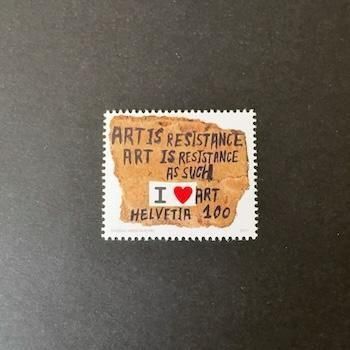 ART IS RESISTANCE
ART IS RESISTANCE
AS SUCH
I ♥ ART
HELVETIA 100